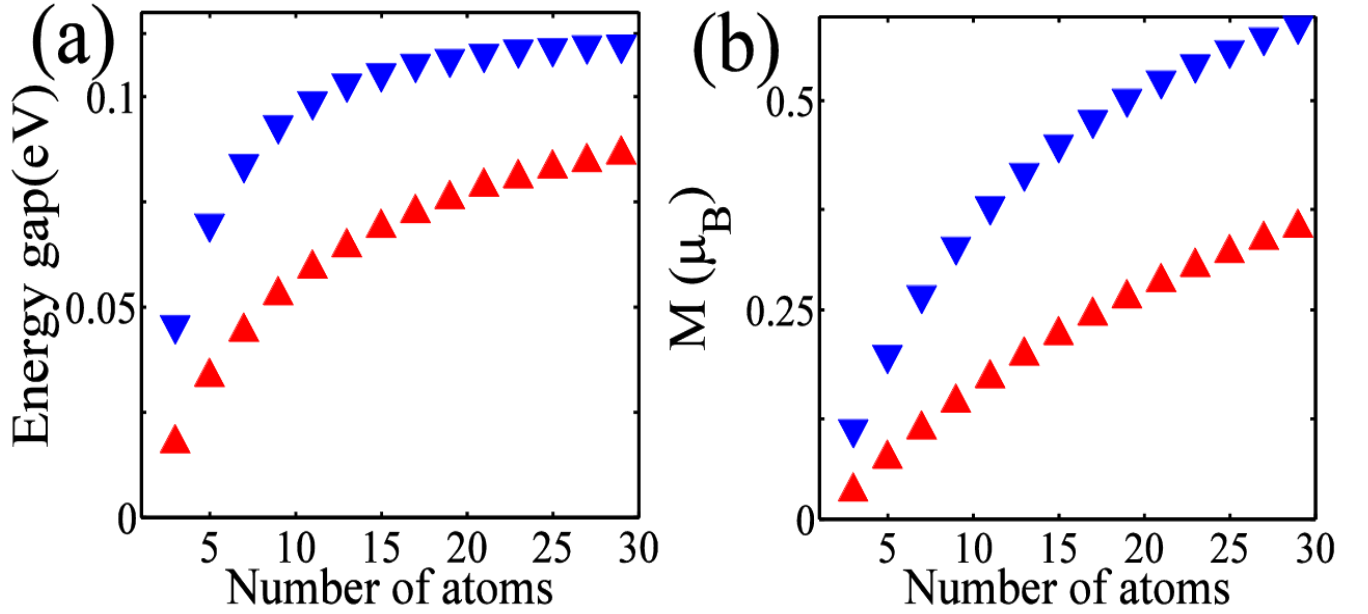 (a)
Energy gap(eV)
0.1
0.05
0
5 10 15 20 25 30
Number of atoms
(b)
M (μB)
0.5
0.25
0
5 10 15 20 25 30
Number of atoms